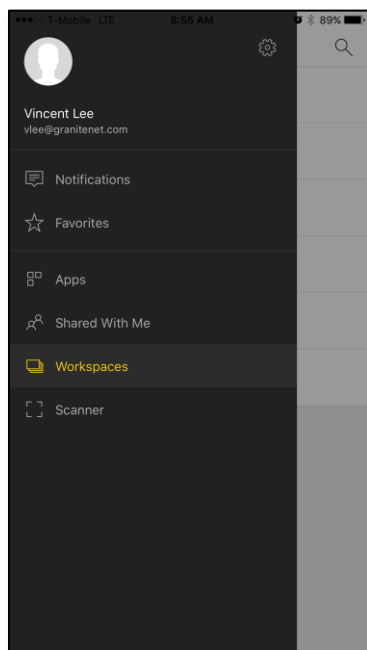 T-Mobile LTE 8:55 AM 89%
Vincent Lee
vlee@granitenet.com
Notifications
Favorites
Apps
Shared With Me
Workspaces
Scanner